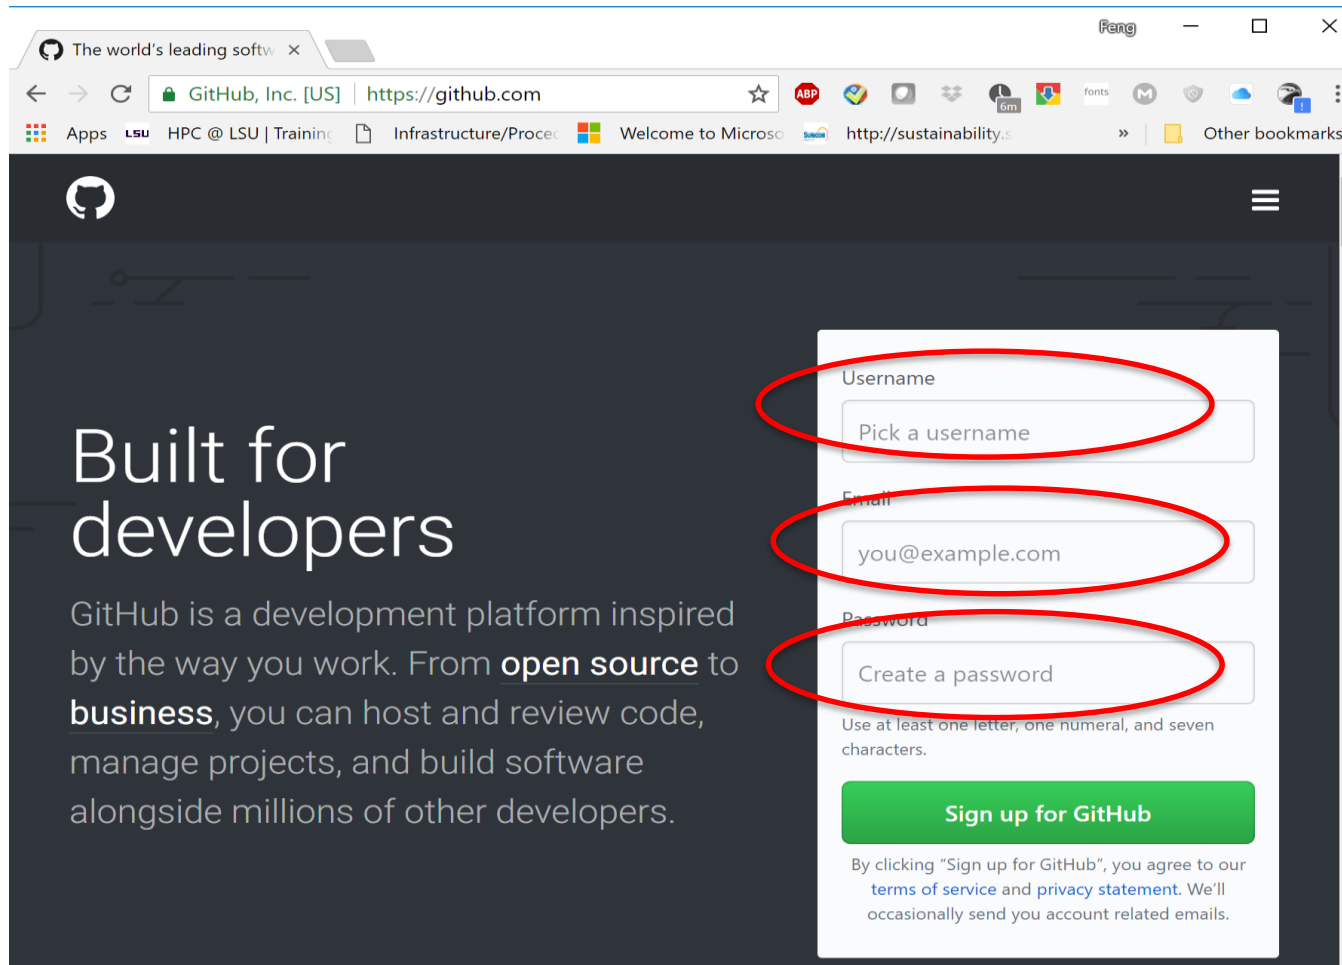 Feng
The world's leading softw
GitHub, Inc. [US] https://github.com ABP 6m fonts M
Apps LSU HPC @ LSU | Training Infrastructure/Proced Welcome to Microso http://sustainability.s » Other bookmarks
Built for
developers
GitHub is a development platform inspired
by the way you work. From open source to
business, you can host and review code,
manage projects, and build software
alongside millions of other developers.
Username
Pick a username
Email
you@example.com
Password
Create a password
Use at least one letter, one numeral, and seven
characters.
Sign up for GitHub
By clicking "Sign up for GitHub", you agree to our
terms of service and privacy statement. We'll
occasionally send you account related emails.